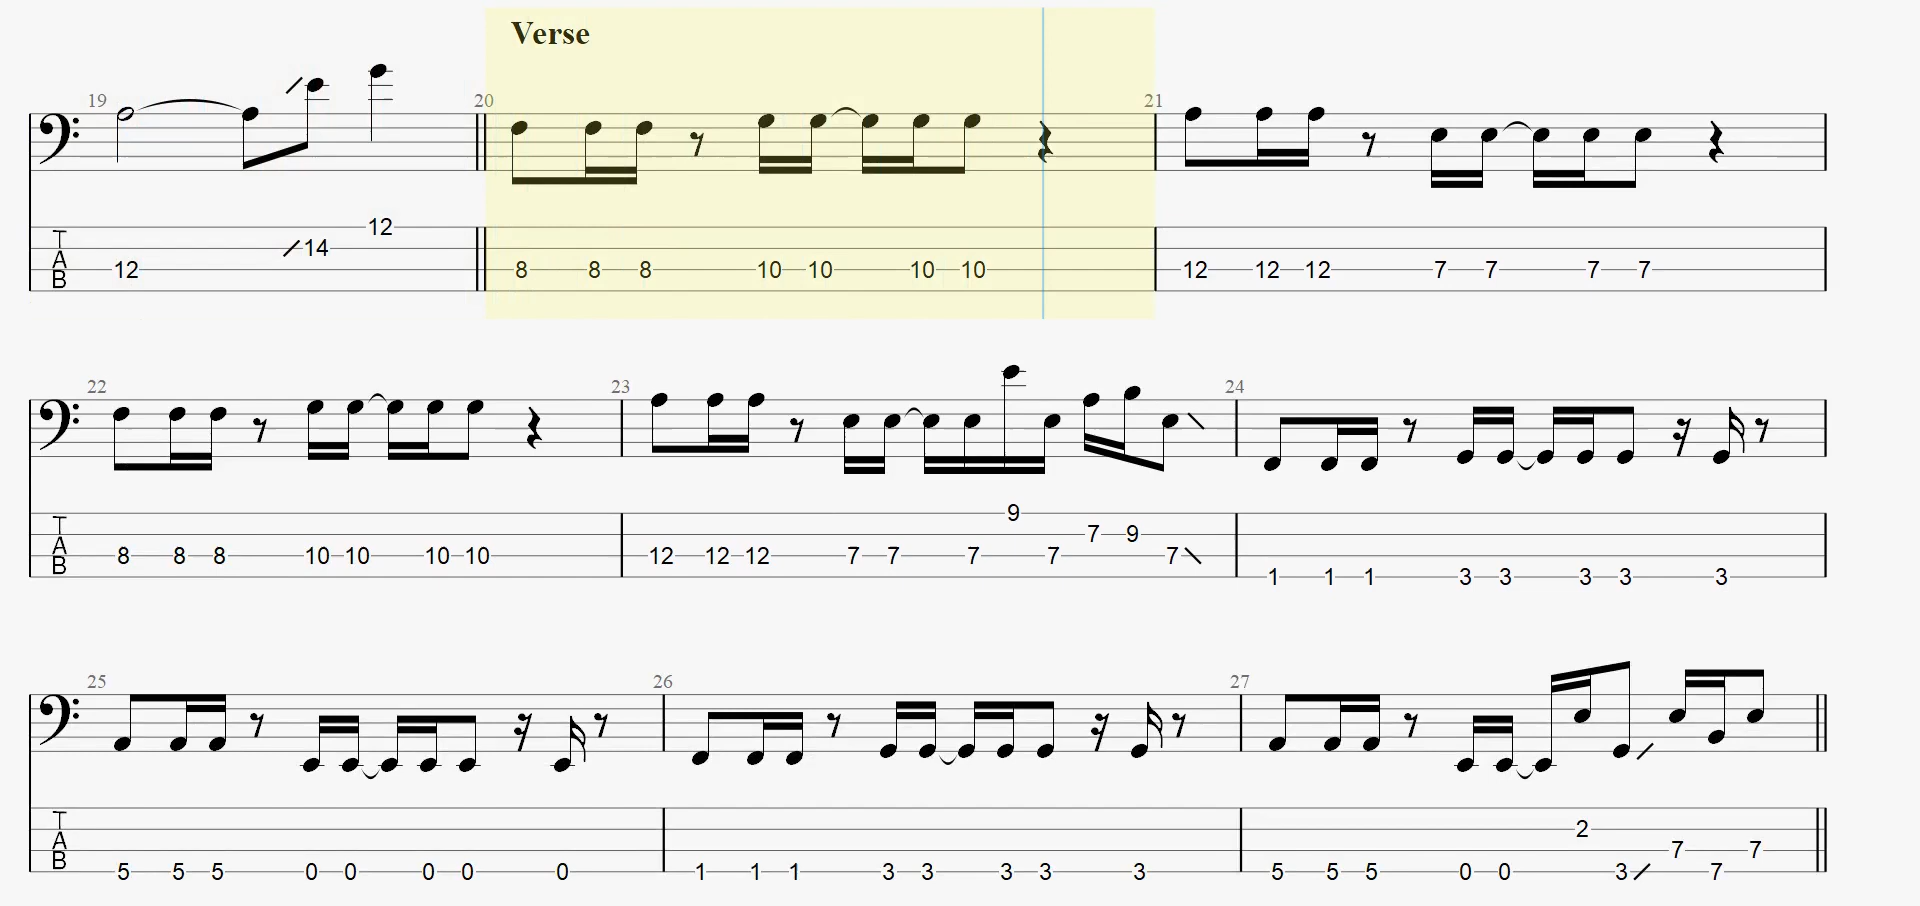 Verse
19 20 21
12 14 12 8 8 8 10 10 10 10 12 12 12 7 7 7 7
TAB
22 23 24
8 8 8 10 10 10 10 12 12 12 7 7 7 9 7 7 9 7 1 1 1 3 3 3 3 3
TAB
25 26 27
5 5 5 0 0 0 0 0 1 1 1 3 3 3 3 3 5 5 5 0 0 2 3 7 7 7
TAB